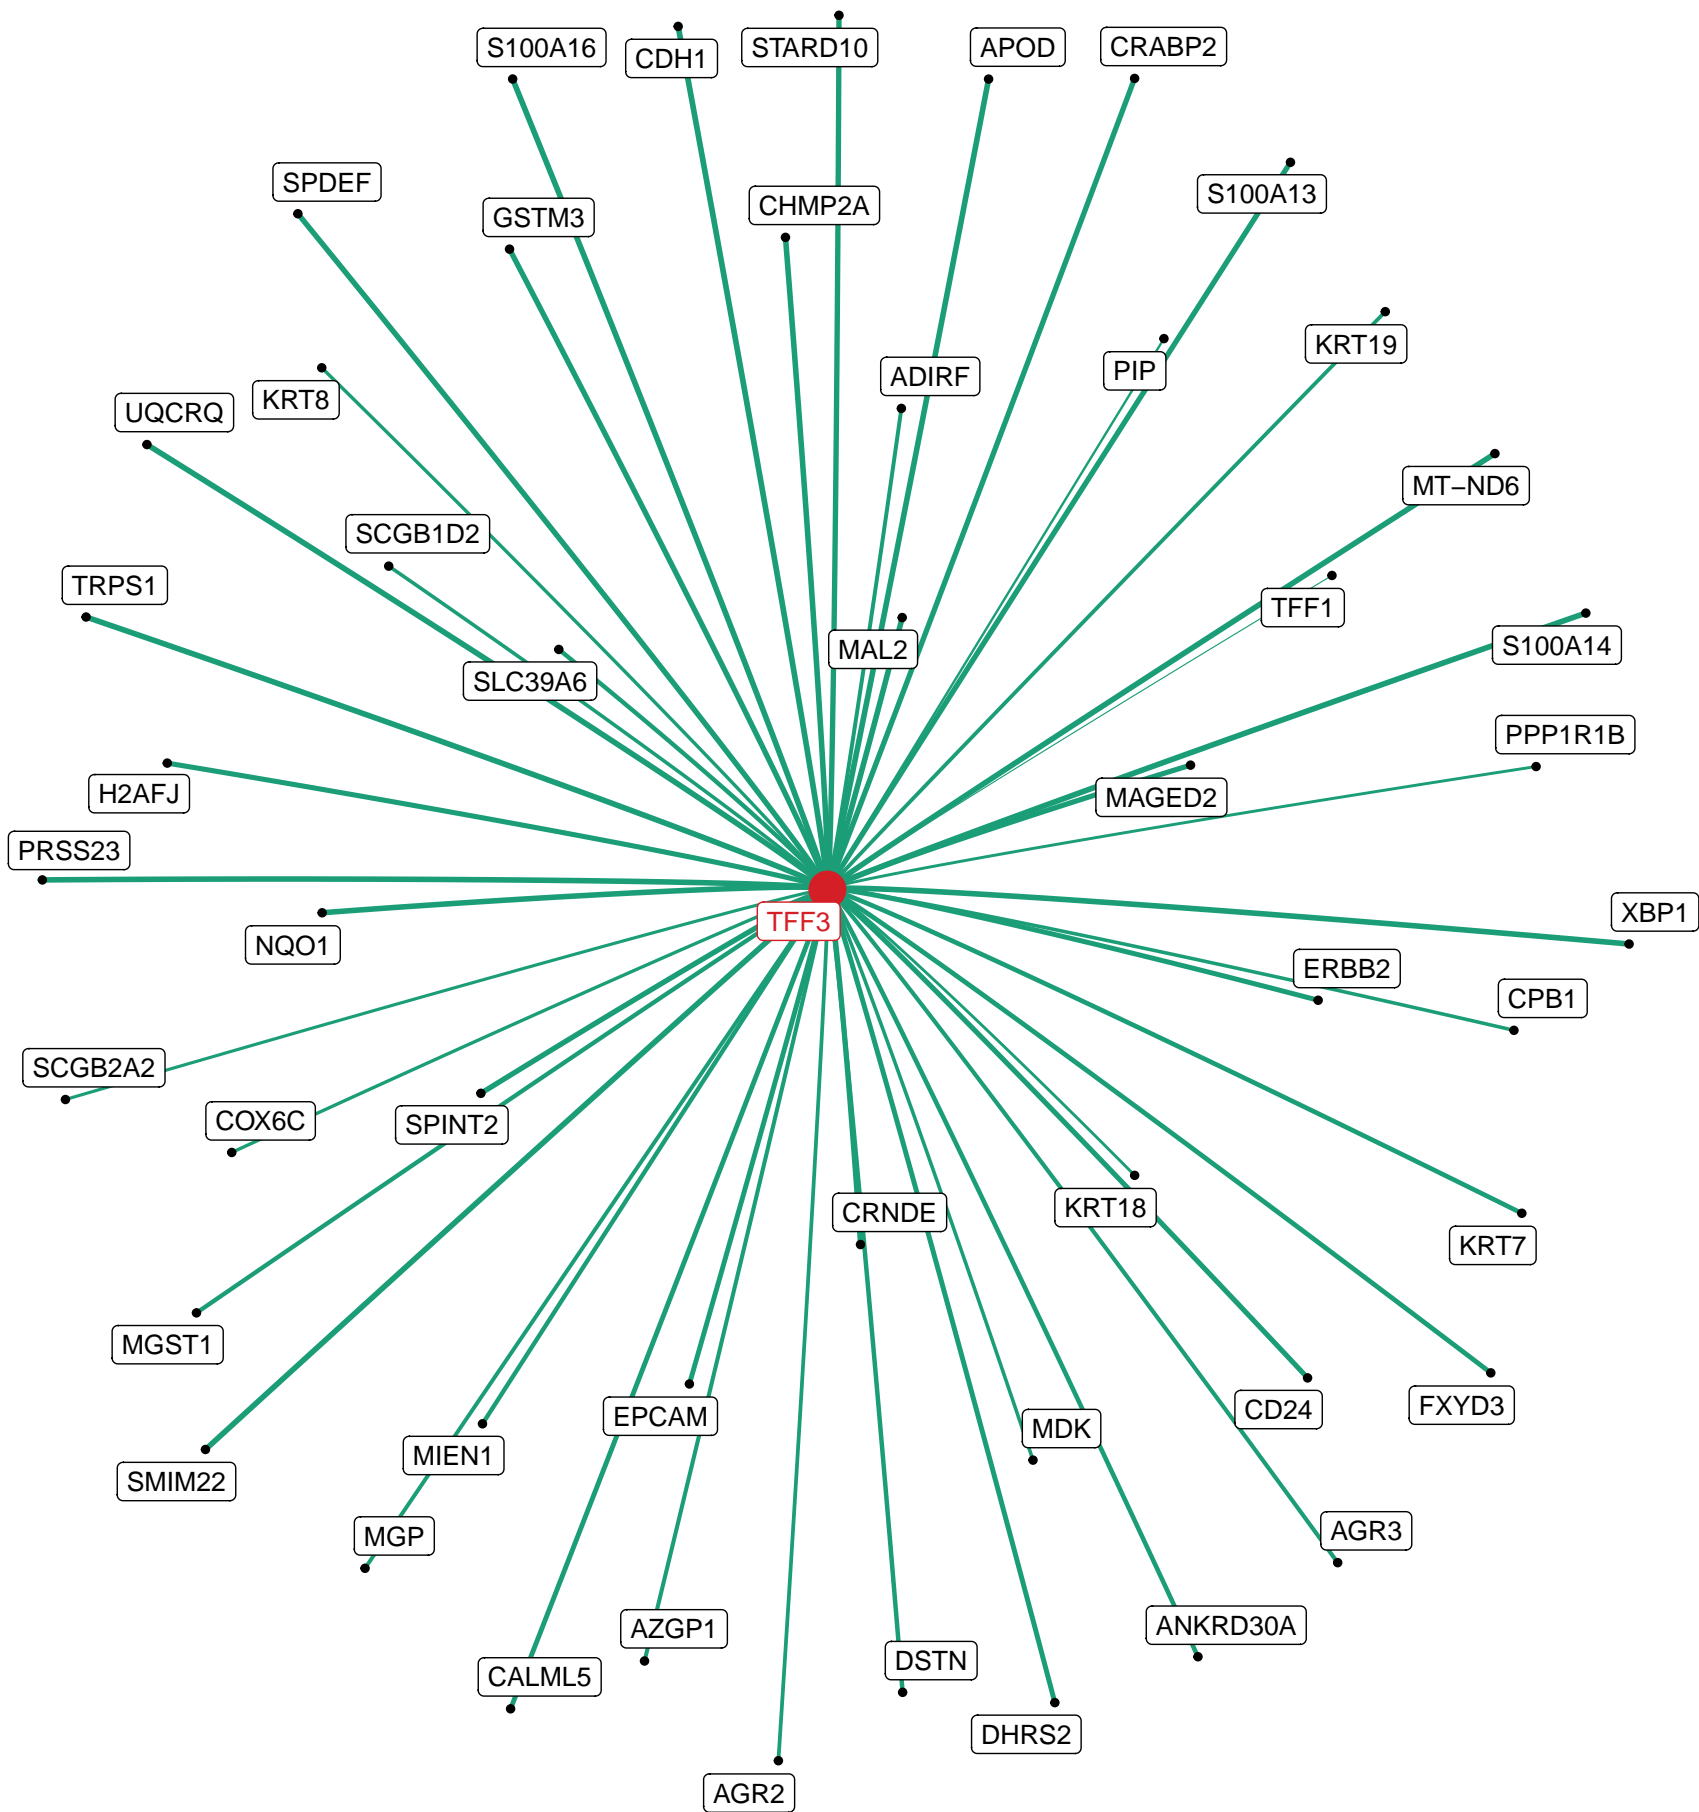 S100A16
CDH1
STARD10
APOD
CRABP2
SPDEF
GSTM3
CHMP2A
S100A13
KRT19
PIP
ADIRF
KRT8
UQCRQ
MT−ND6
SCGB1D2
TRPS1
TFF1
S100A14
MAL2
SLC39A6
PPP1R1B
H2AFJ
MAGED2
PRSS23
XBP1
TFF3
NQO1
ERBB2
CPB1
SCGB2A2
COX6C
SPINT2
CRNDE
KRT18
KRT7
MGST1
FXYD3
CD24
EPCAM
MDK
MIEN1
SMIM22
MGP
AGR3
AZGP1
ANKRD30A
DSTN
CALML5
DHRS2
AGR2